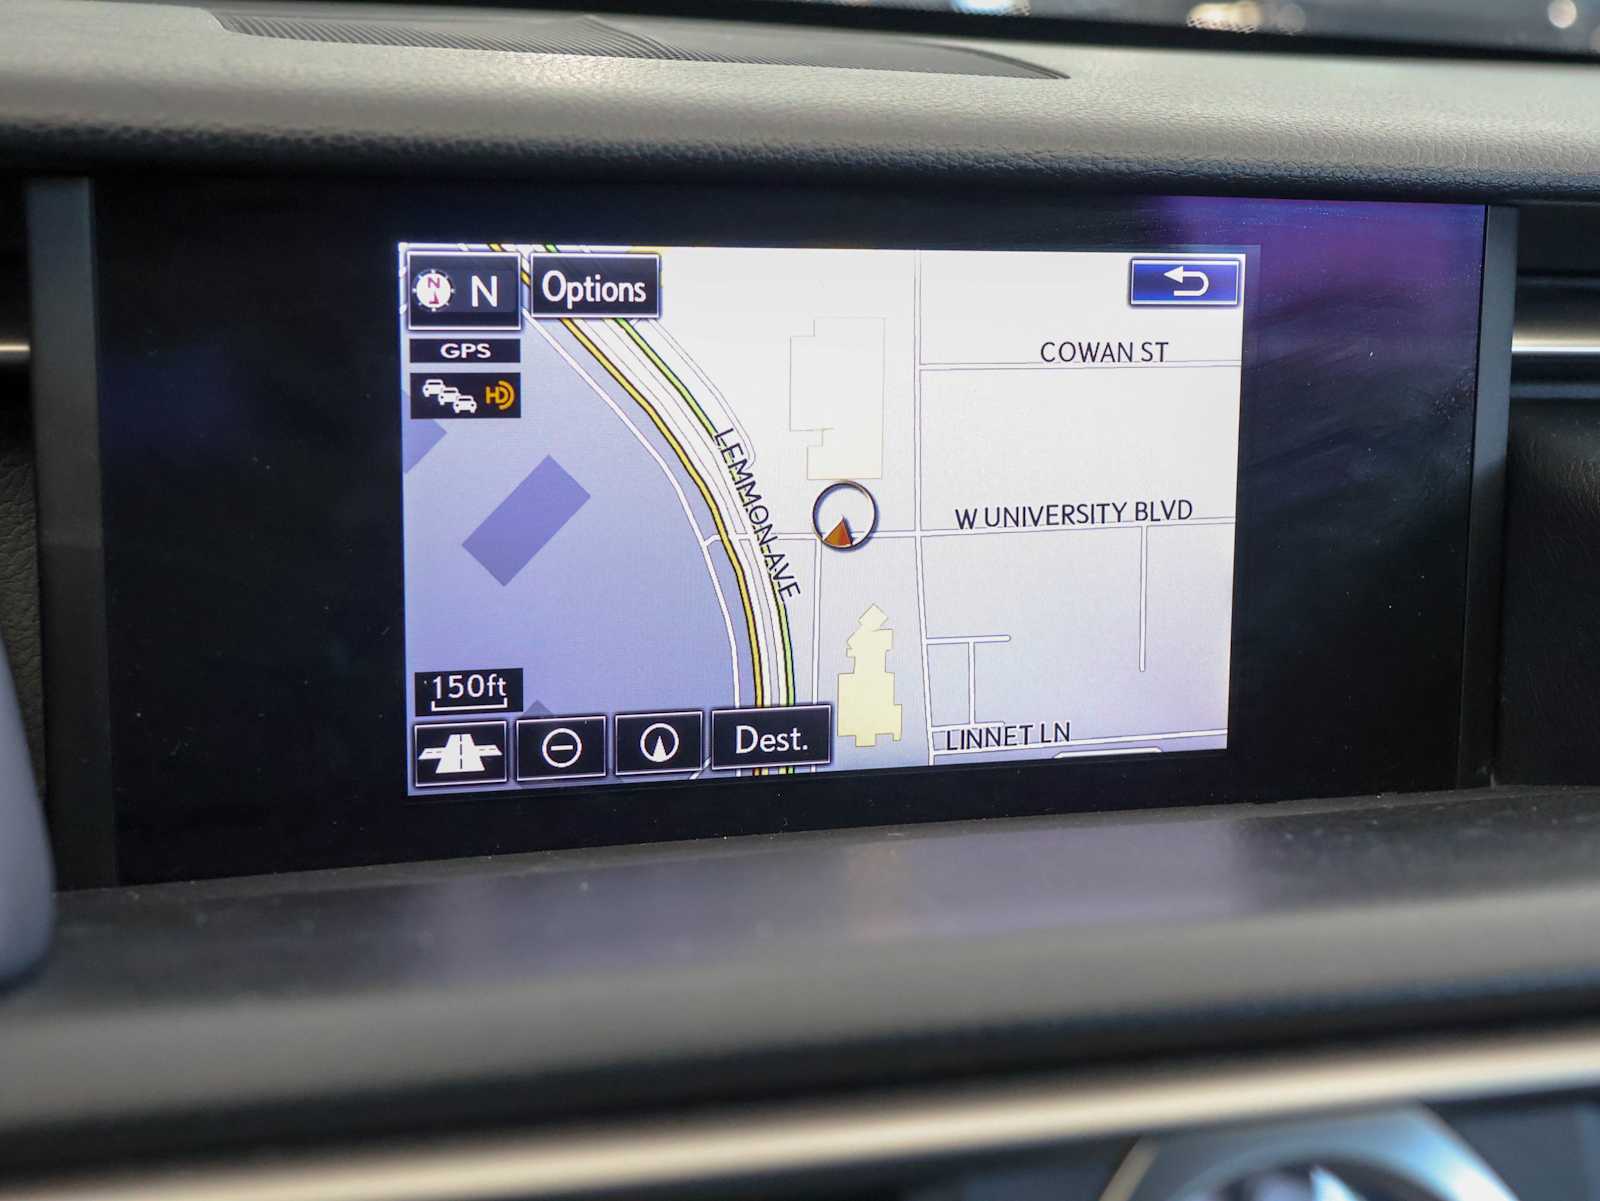 N N
Options
GPS
HD
COWAN ST
LEMMON AVE
W UNIVERSITY BLVD
150ft
LINNET LN
Dest.